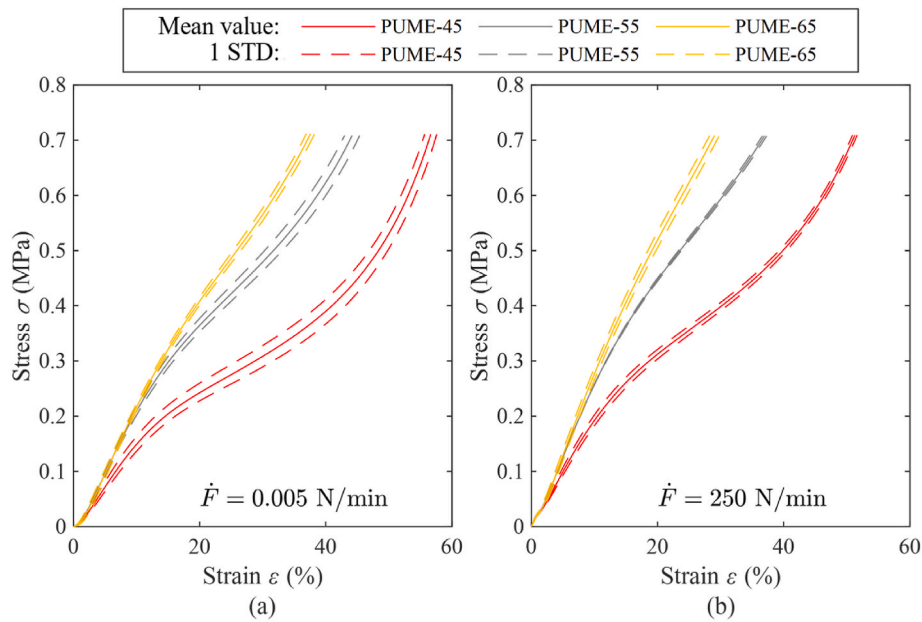 Mean value: PUME-45 PUME-55 PUME-65
1 STD: PUME-45 PUME-55 PUME-65
0.8
0.7
0.6
0.5
0.4
0.3
0.2
0.1
0
Stress σ (MPa)
Ḟ = 0.005 N/min
0 20 40 60
Strain ε (%)
(a)
0.8
0.7
0.6
0.5
0.4
0.3
0.2
0.1
0
Stress σ (MPa)
Ḟ = 250 N/min
0 20 40 60
Strain ε (%)
(b)